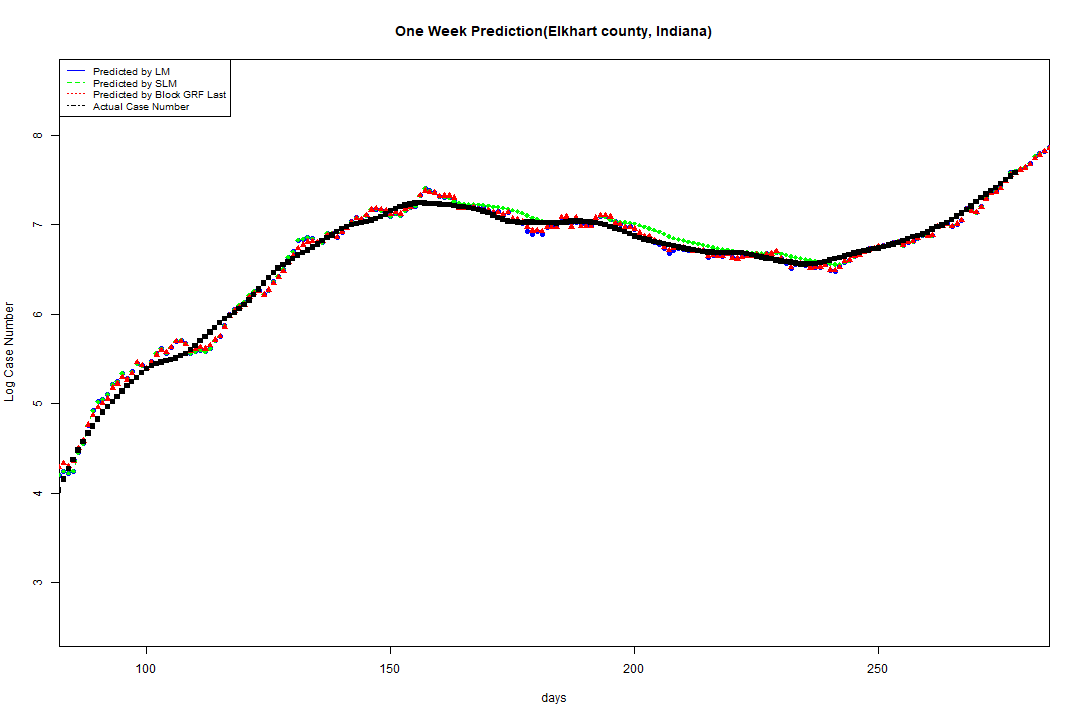 One Week Prediction(Elkhart county, Indiana)
Predicted by LM
Predicted by SLM
Predicted by Block GRF Last
Actual Case Number
Log Case Number
8
7
6
5
4
3
100 150 200 250
days